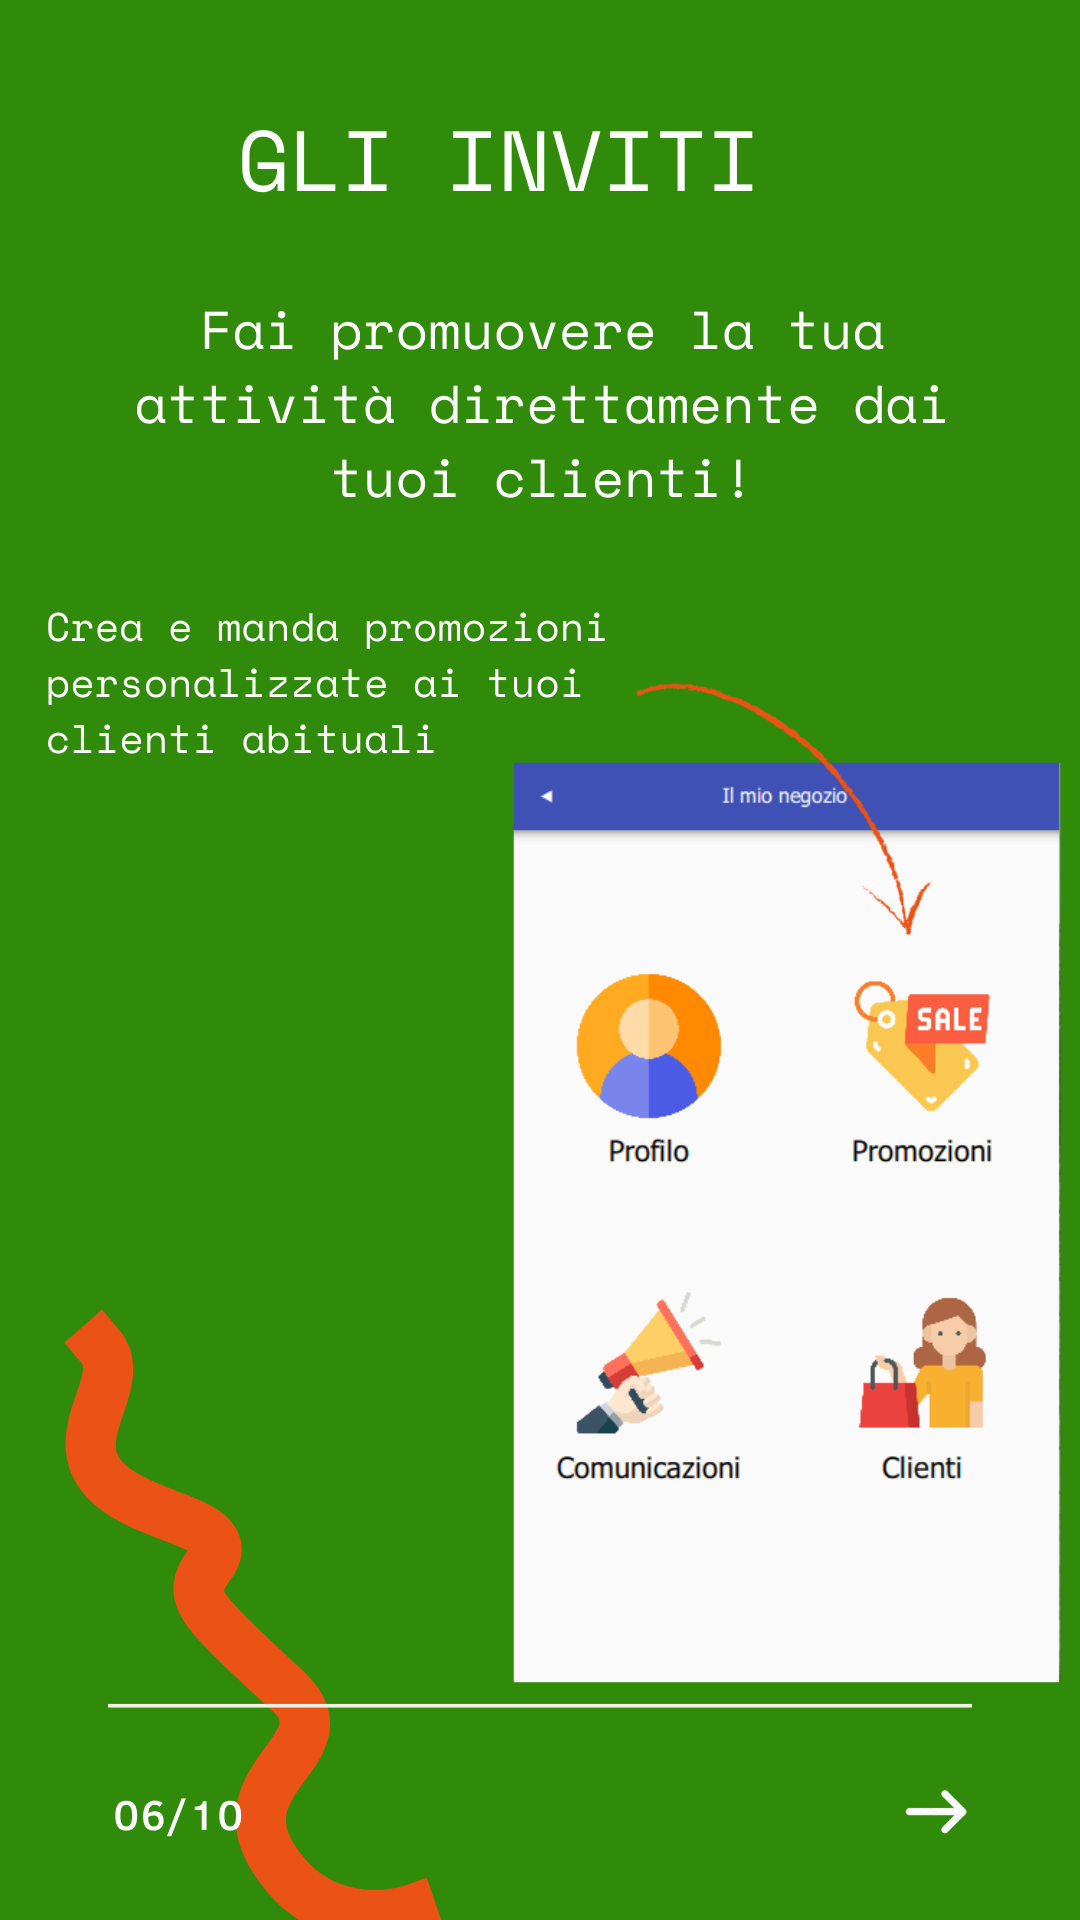 GLI INVITI
Fai promuovere la tua
attività direttamente dai
tuoi clienti!
Crea e manda promozioni
personalizzate ai tuoi
clienti abituali
Il mio negozio
SALE
Profilo
Promozioni
Comunicazioni
Clienti
06/10